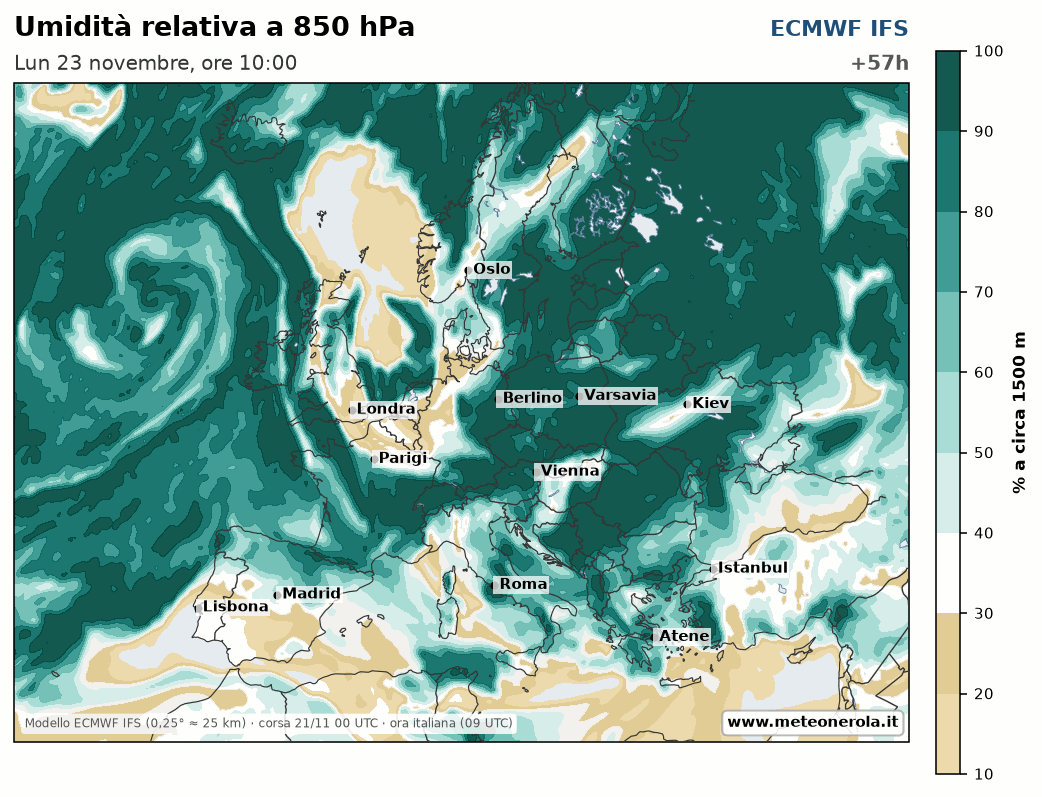 Umidità relativa a 850 hPa
ECMWF IFS
Lun 23 novembre, ore 10:00
+57h
100
90
80
70
60
50
40
30
20
10
% a circa 1500 m
Oslo
Berlino
Varsavia
Kiev
Londra
Parigi
Vienna
Istanbul
Roma
Madrid
Lisbona
Atene
Modello ECMWF IFS (0,25° ≈ 25 km) · corsa 21/11 00 UTC · ora italiana (09 UTC)
www.meteonerola.it